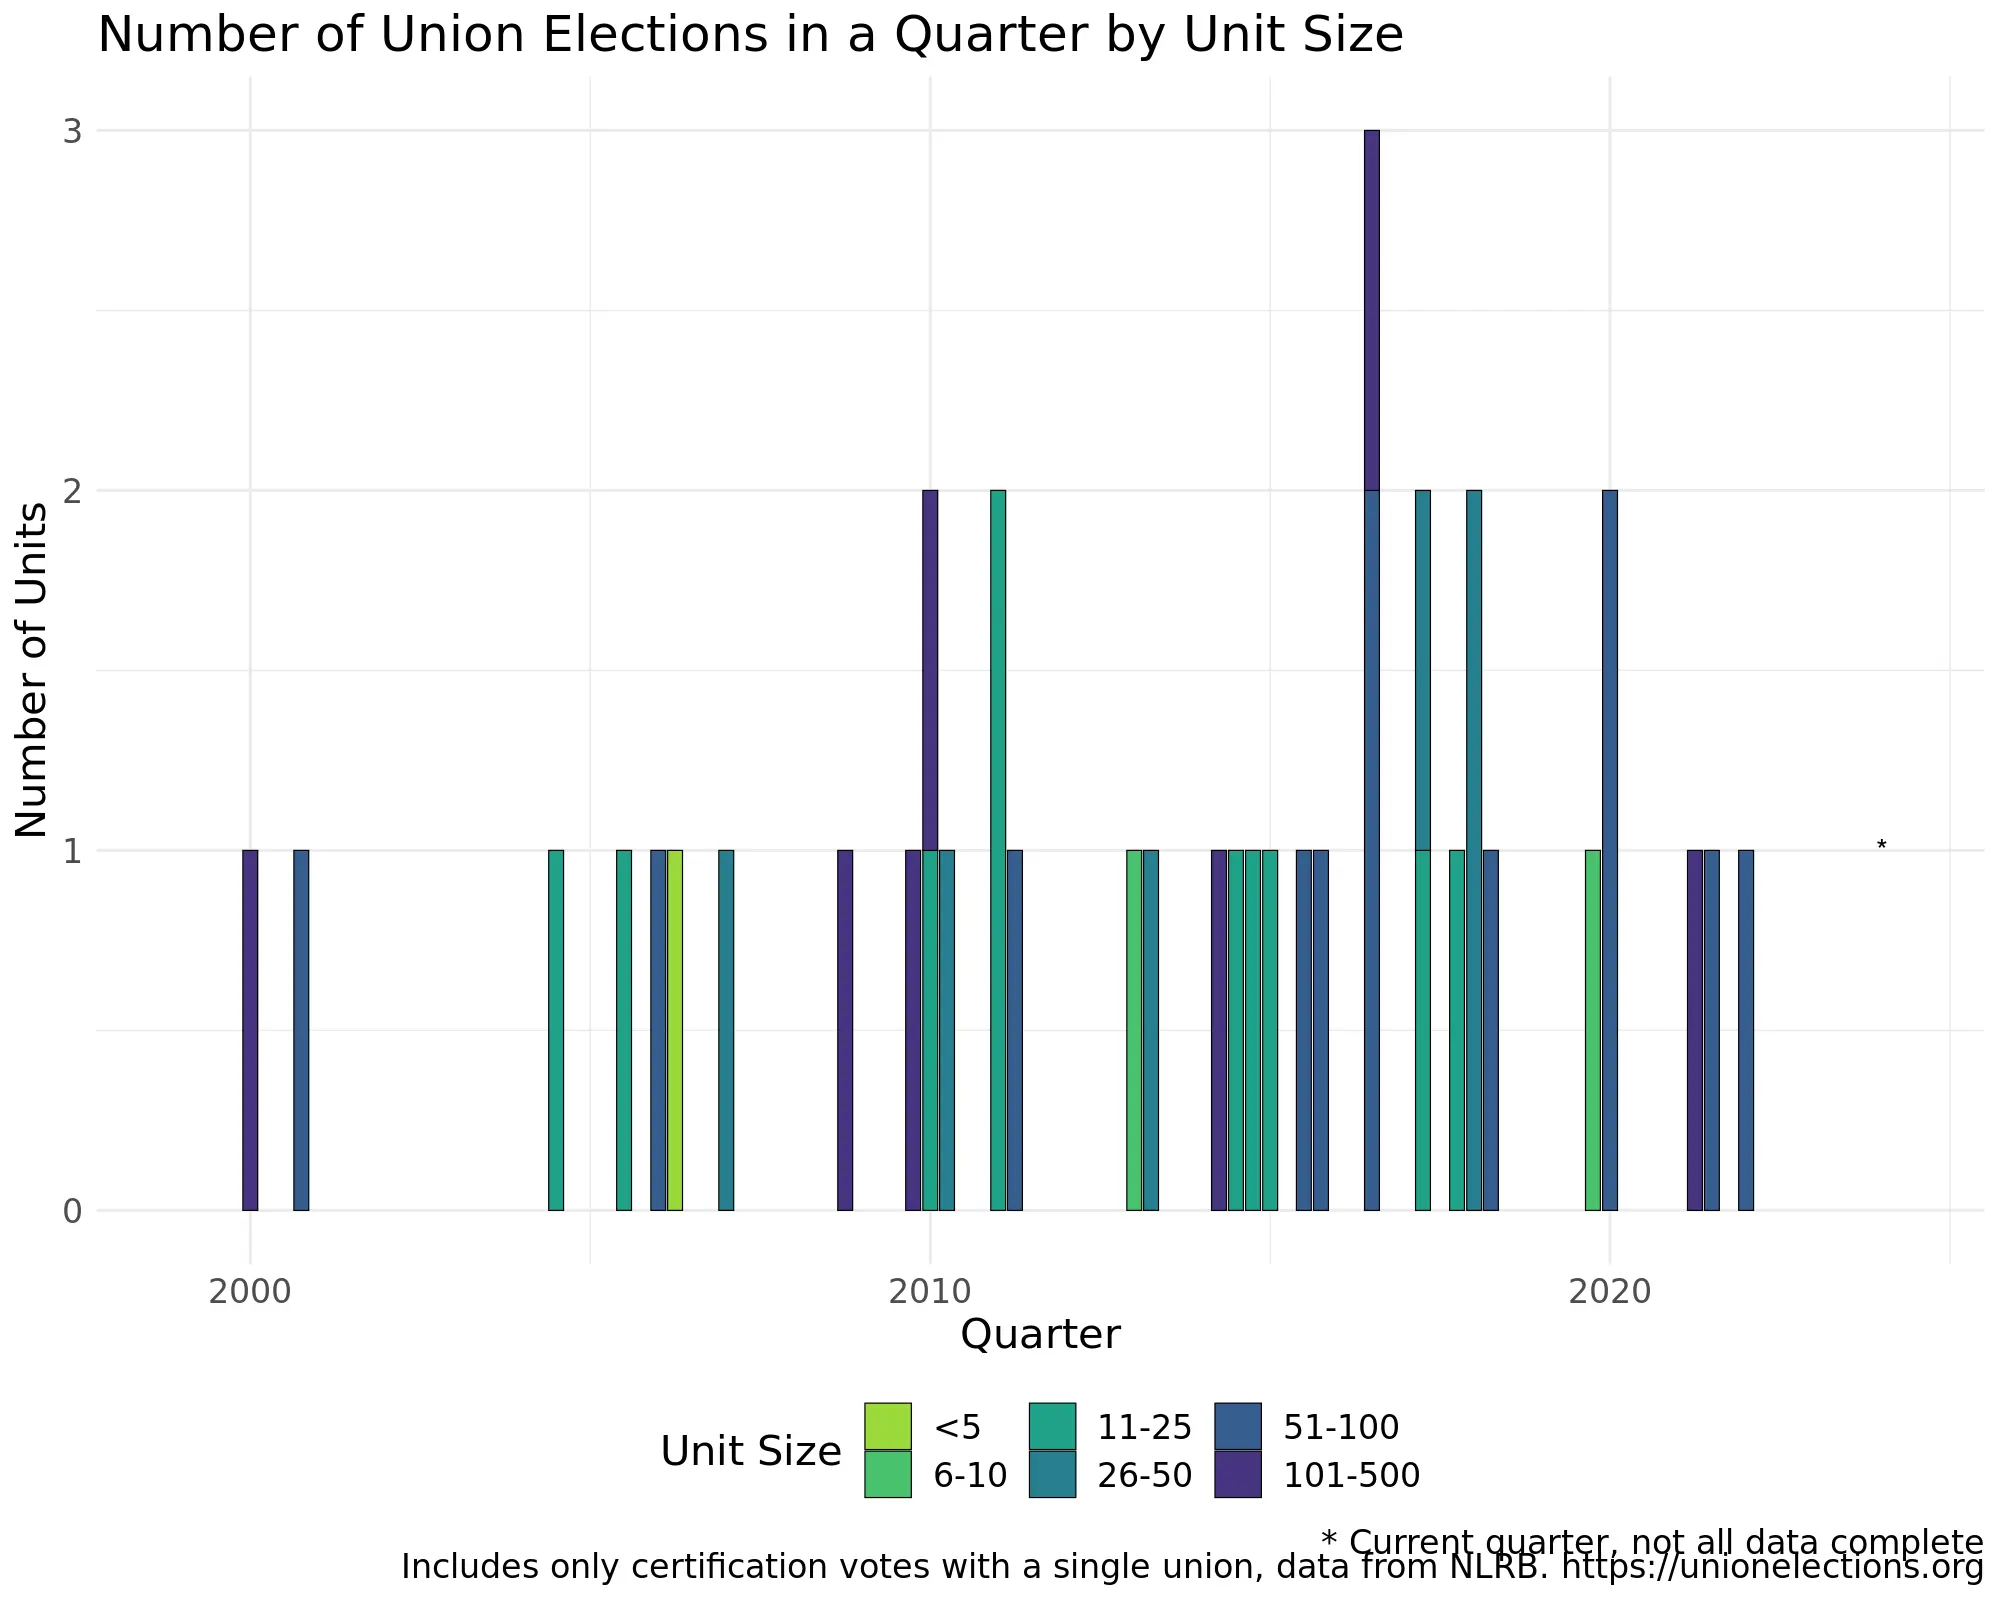 Number of Union Elections in a Quarter by Unit Size
Number of Units
3
2
1
0
*
2000 2010 2020
Quarter
Unit Size
<5 11-25 51-100
6-10 26-50 101-500
* Current quarter, not all data complete
Includes only certification votes with a single union, data from NLRB. https://unionelections.org